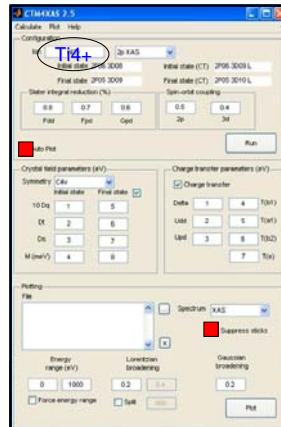 CTM4XAS 2.5
Calculate Plot Help
Configuration
Ion Ti4+ 2p XAS
Initial state 2P06 3D00 Initial state (CT) 2P06 3D09 L
Final state 2P05 3D09 Final state (CT) 2P05 3D10 L
Slater integral reduction (%) Spin-orbit coupling
0.8 0.7 0.6 0.5 0.4
Fdd Fpd Gpd 2p 3d
Auto Plot Run
Crystal field parameters (eV) Charge transfer parameters (eV)
Symmetry C4v Charge transfer
Initial state Final state
10 Dq 1 5 Delta 1 4 T(b1)
Dt 2 6 Udd 2 5 T(a1)
Ds 3 7 Upd 3 6 T(b2)
M (meV) 4 8 7 T(e)
Plotting
File
... Spectrum XAS
x Suppress sticks
Energy range (eV) Lorentzian broadening Gaussian broadening
0 1000 0.2 0.4 0.2
Force energy range Split Plot